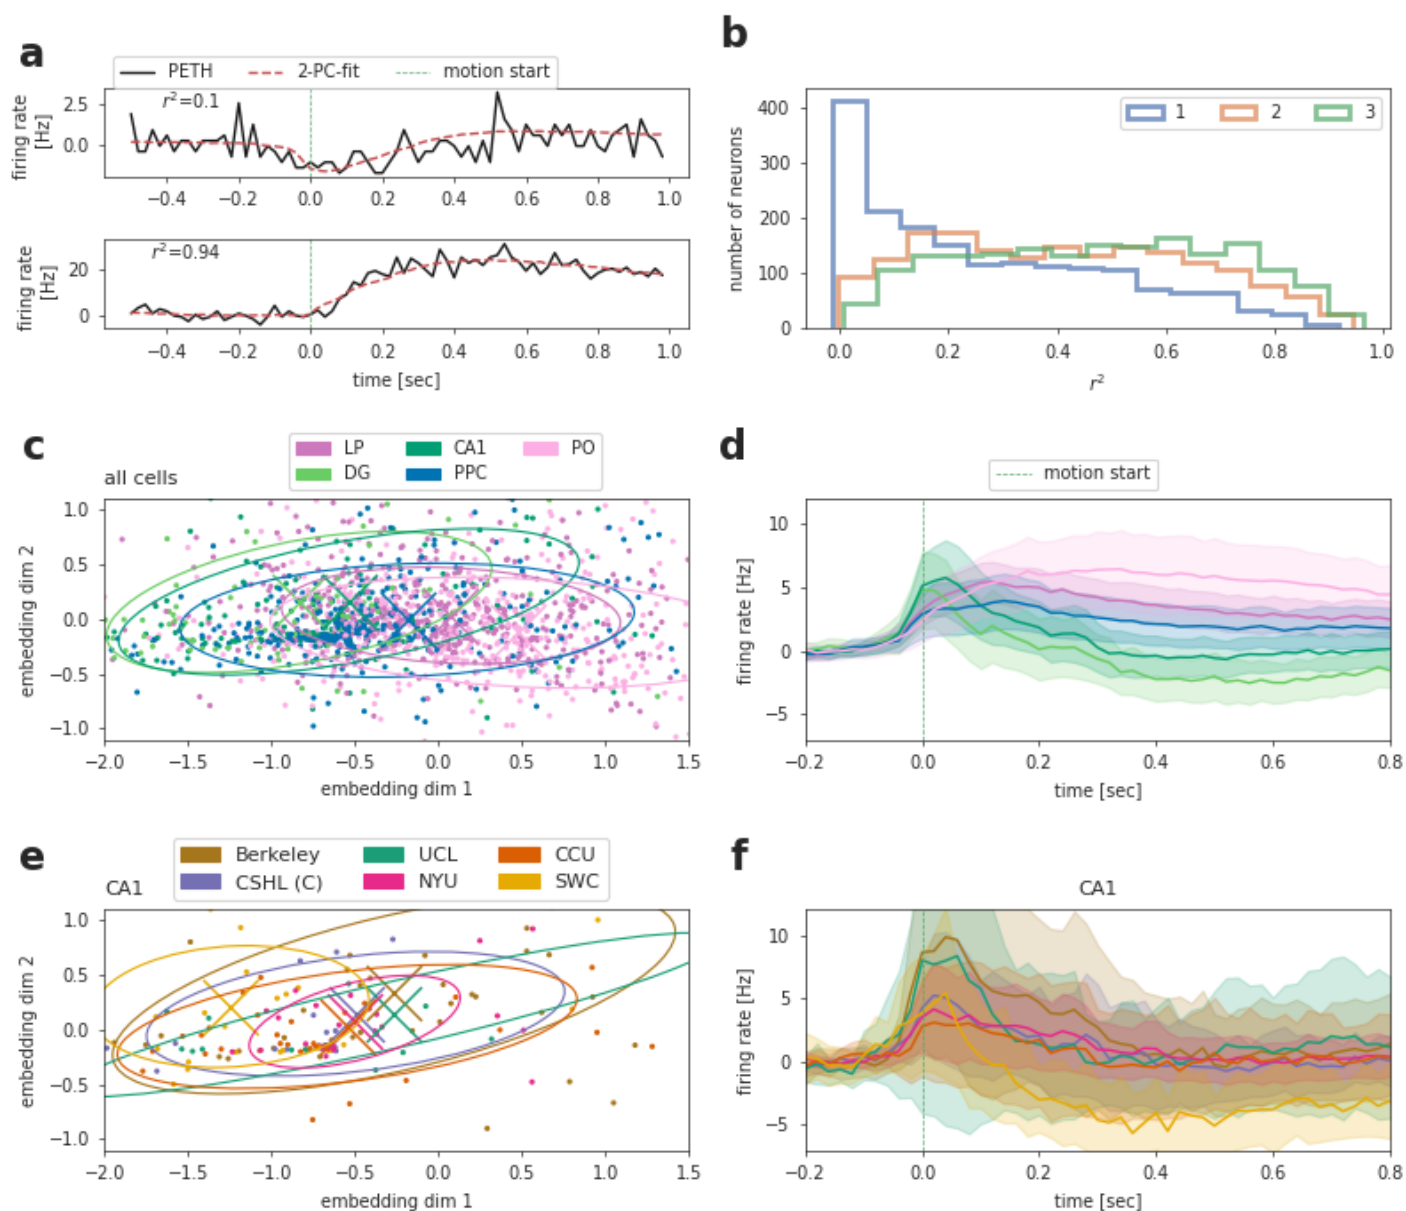 a
PETH 2-PC-fit motion start
firing rate
[Hz]
2.5
0.0
r²=0.1
−0.4 −0.2 0.0 0.2 0.4 0.6 0.8 1.0
firing rate
[Hz]
20
0
r²=0.94
−0.4 −0.2 0.0 0.2 0.4 0.6 0.8 1.0
time [sec]
b
number of neurons
400
300
200
100
0
1 2 3
0.0 0.2 0.4 0.6 0.8 1.0
r²
c
LP CA1 PO
DG PPC
all cells
embedding dim 2
1.0
0.5
0.0
−0.5
−1.0
−2.0 −1.5 −1.0 −0.5 0.0 0.5 1.0 1.5
embedding dim 1
d
motion start
firing rate [Hz]
10
5
0
−5
−0.2 0.0 0.2 0.4 0.6 0.8
time [sec]
e
Berkeley UCL CCU
CSHL (C) NYU SWC
CA1
embedding dim 2
1.0
0.5
0.0
−0.5
−1.0
−2.0 −1.5 −1.0 −0.5 0.0 0.5 1.0 1.5
embedding dim 1
f
CA1
firing rate [Hz]
10
5
0
−5
−0.2 0.0 0.2 0.4 0.6 0.8
time [sec]